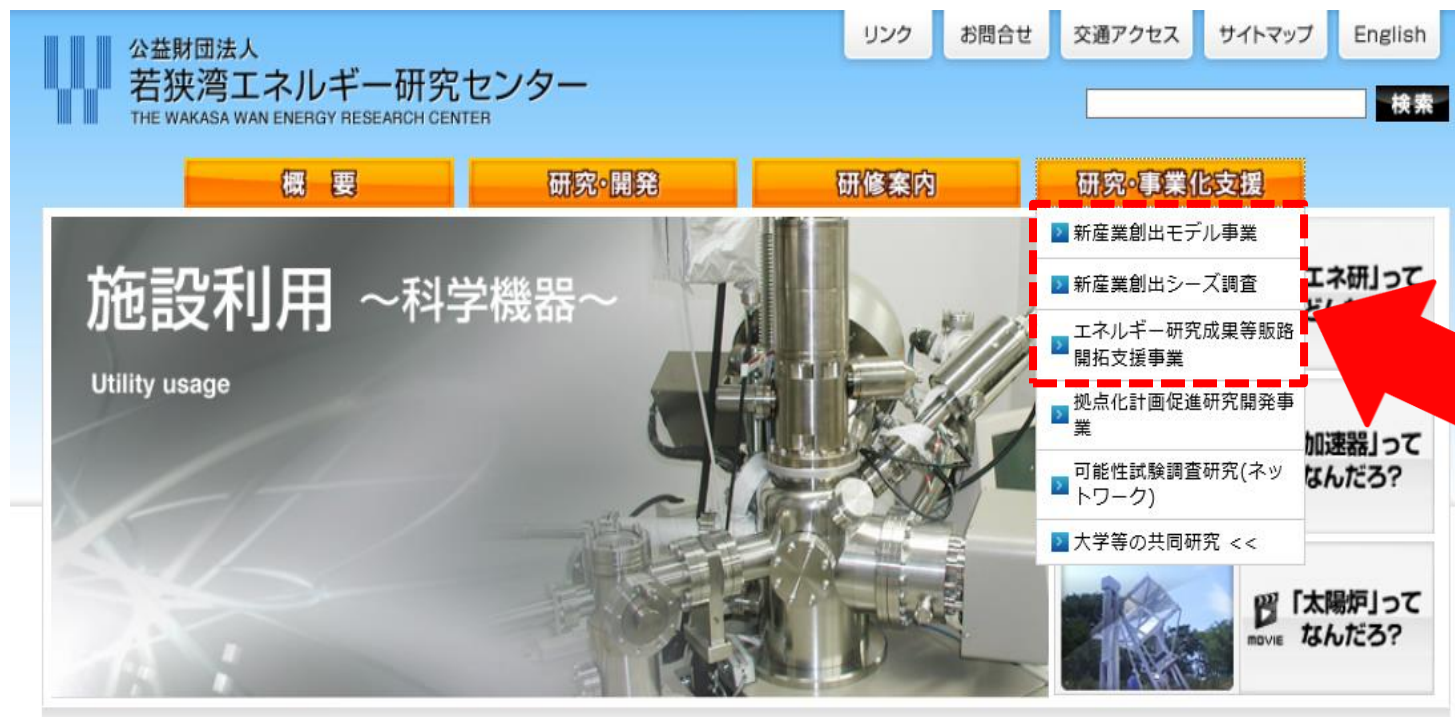 リンク
お問合せ
交通アクセス
サイトマップ
English
公益財団法人
若狭湾エネルギー研究センター
THE WAKASA WAN ENERGY RESEARCH CENTER
検索
概 要
研究・開発
研修案内
研究・事業化支援
施設利用 ～科学機器～
Utility usage
新産業創出モデル事業
新産業創出シーズ調査
エネルギー研究成果等販路
開拓支援事業
拠点化計画促進研究開発事
業
可能性試験調査研究(ネッ
トワーク)
大学等の共同研究 <<
エネ研」って
加速器」って
なんだろ?
「太陽炉」って
MOVIE なんだろ?